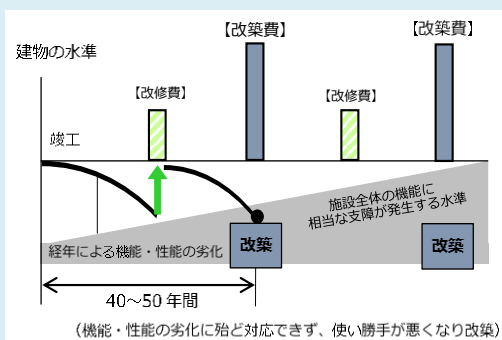 【改築費】
【改築費】
建物の水準
【改修費】
【改修費】
竣工
施設全体の機能に
相当な支障が発生する水準
経年による機能・性能の劣化
改築
改築
40～50 年間
（機能・性能の劣化に殆ど対応できず、使い勝手が悪くなり改築）